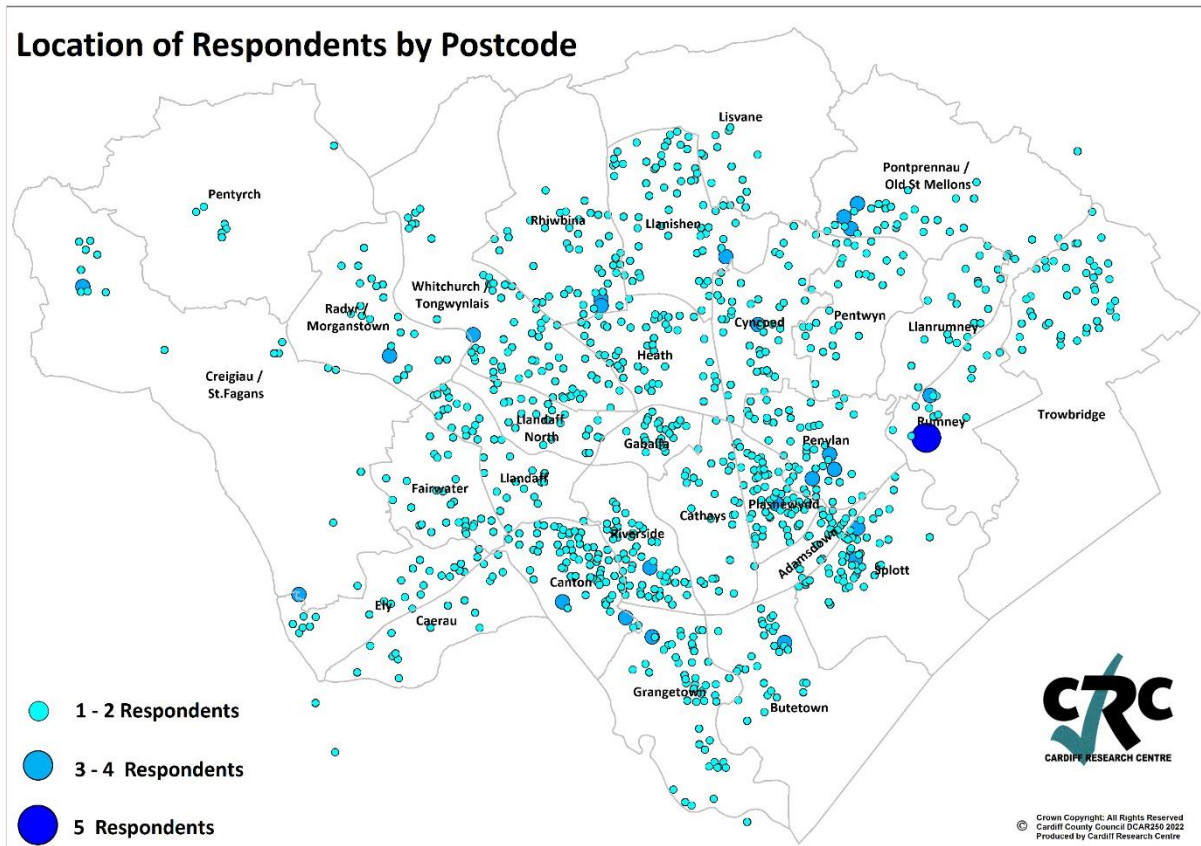 Location of Respondents by Postcode
Lisvane
Pontprennau /
Old St Mellons
Pentyrch
Rhiwbina
Llanishen
Whitchurch /
Tongwynlais
Radyr /
Morganstown
Cyncoed
Pentwyn
Llanrumney
Heath
Creigiau /
St.Fagans
Trowbridge
Rumney
Llandaff
North
Gabalfa
Penylan
Llandaff
Fairwater
Plasnewydd
Cathays
Riverside
Adamsdown
Splott
Canton
Ely
Caerau
Grangetown
Butetown
1 - 2 Respondents
3 - 4 Respondents
5 Respondents
CRC
CARDIFF RESEARCH CENTRE
© Crown Copyright: All Rights Reserved
Cardiff County Council DCAR250 2022
Produced by Cardiff Research Centre